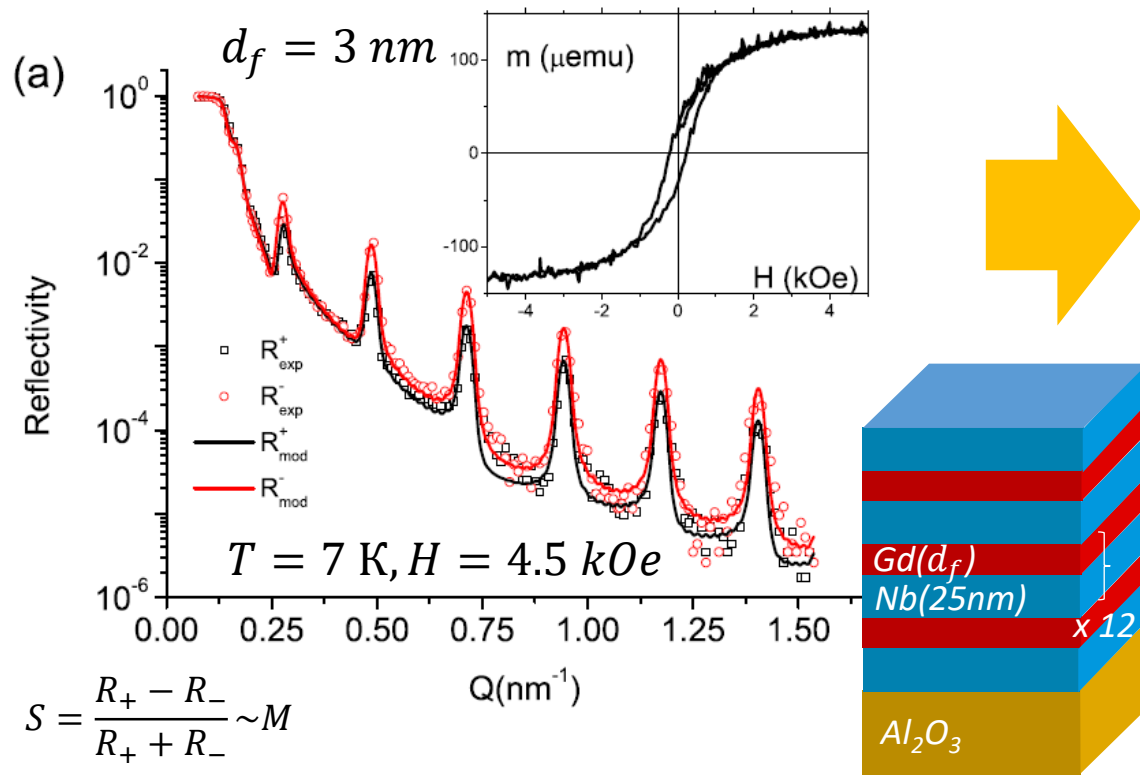 (a)
d_f = 3 nm
m (μemu)
100
0
-100
-4 -2 0 2 4
H (kOe)
10^0
10^-2
10^-4
10^-6
Reflectivity
R^+_exp
R^-_exp
R^+_mod
R^-_mod
T = 7 К, H = 4.5 kOe
0.00 0.25 0.50 0.75 1.00 1.25 1.50
Q(nm^-1)
S = (R_+ − R_-)/(R_+ + R_-) ~M
Gd(d_f)
Nb(25nm)
x 12
Al_2O_3